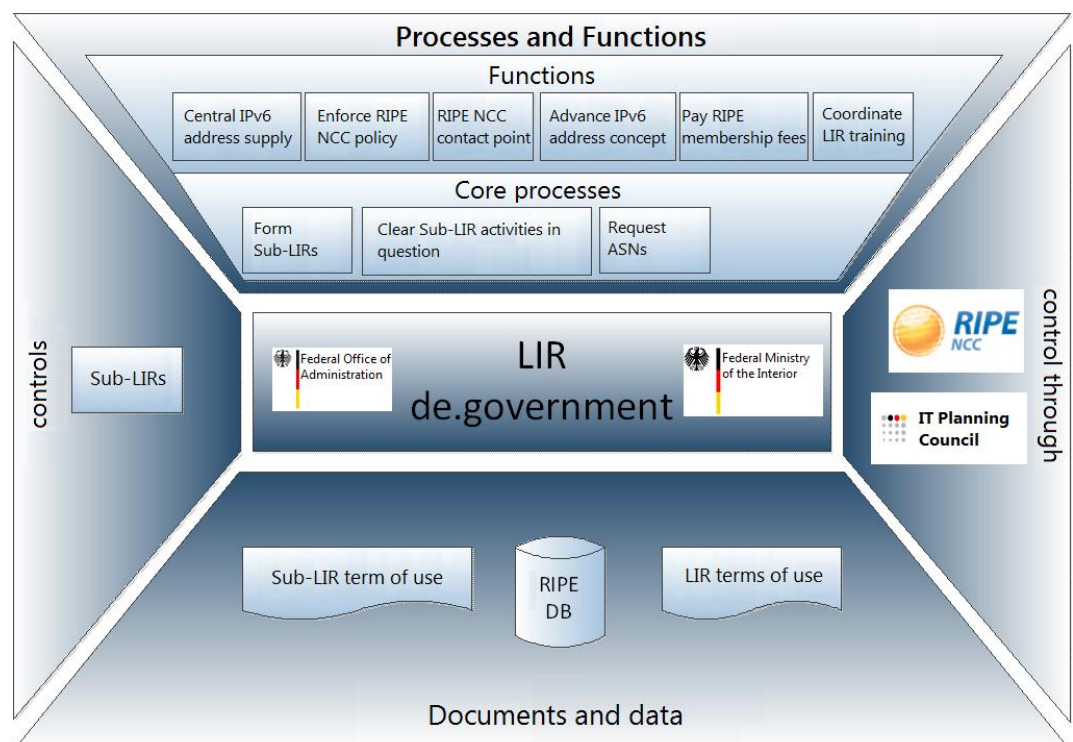 Processes and Functions
Functions
Central IPv6
address supply
Enforce RIPE
NCC policy
RIPE NCC
contact point
Advance IPv6
address concept
Pay RIPE
membership fees
Coordinate
LIR training
Core processes
Form
Sub-LIRs
Clear Sub-LIR activities in
question
Request
ASNs
controls
Sub-LIRs
Federal Office of
Administration
LIR
de.government
Federal Ministry
of the Interior
RIPE
NCC
IT Planning
Council
control through
Sub-LIR term of use
RIPE
DB
LIR terms of use
Documents and data